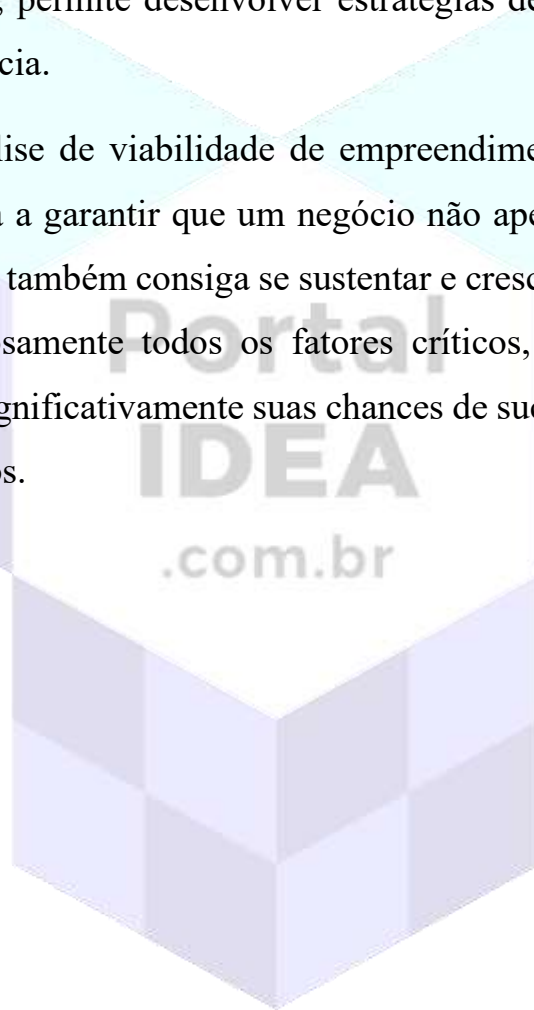 permite desenvolver estratégias de
cia.
lise de viabilidade de empreendime
a garantir que um negócio não ape
também consiga se sustentar e cresc
samente todos os fatores críticos,
gnificativamente suas chances de suc
os.
Portal
IDEA
.com.br